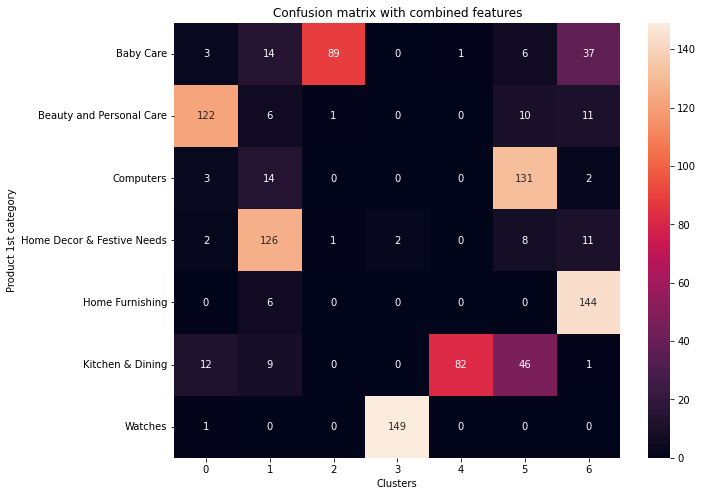 Confusion matrix with combined features
Product 1st category
Baby Care 3 14 89 0 1 6 37
Beauty and Personal Care 122 6 1 0 0 10 11
Computers 3 14 0 0 0 131 2
Home Decor & Festive Needs 2 126 1 2 0 8 11
Home Furnishing 0 6 0 0 0 0 144
Kitchen & Dining 12 9 0 0 82 46 1
Watches 1 0 0 149 0 0 0
0 1 2 3 4 5 6
Clusters
140
120
100
80
60
40
20
0